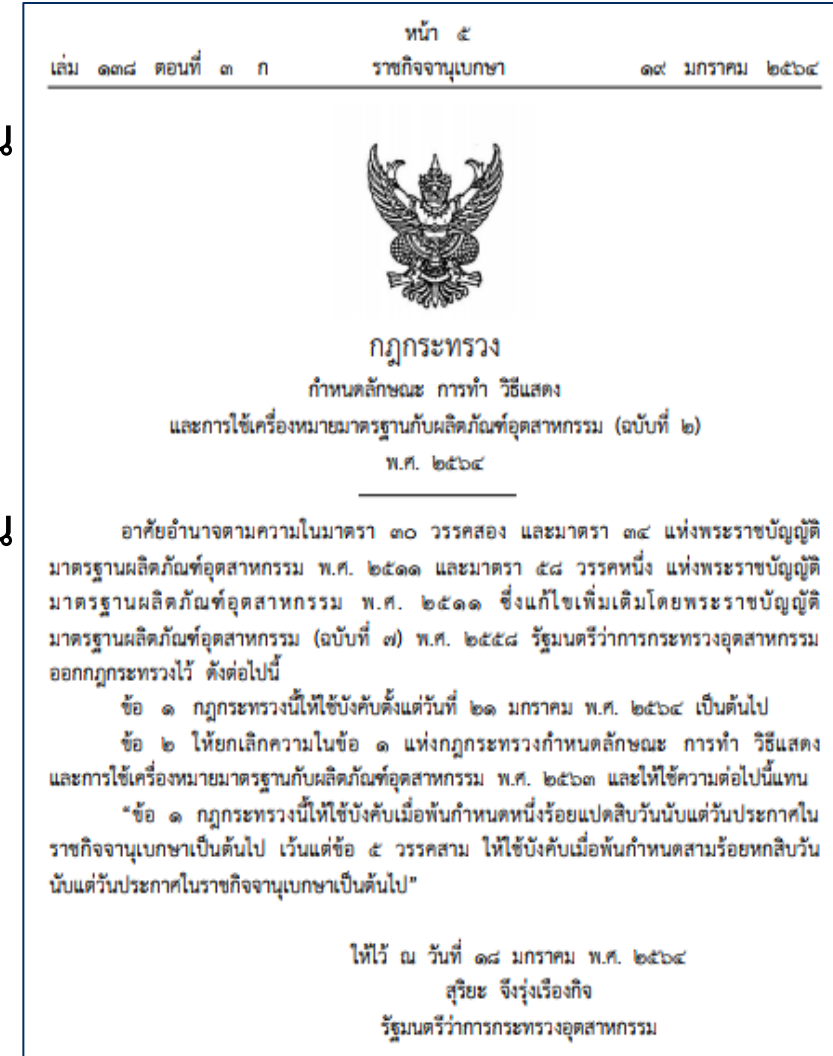 หน้า ๕
เล่ม ๑๓๘ ตอนที่ ๓ ก ราชกิจจานุเบกษา ๑๙ มกราคม ๒๕๖๔
กฎกระทรวง
กำหนดลักษณะ การทำ วิธีแสดง
และการใช้เครื่องหมายมาตรฐานกับผลิตภัณฑ์อุตสาหกรรม (ฉบับที่ ๒)
พ.ศ. ๒๕๖๔
อาศัยอำนาจตามความในมาตรา ๓๐ วรรคสอง และมาตรา ๓๔ แห่งพระราชบัญญัติ
มาตรฐานผลิตภัณฑ์อุตสาหกรรม พ.ศ. ๒๕๑๑ และมาตรา ๕๘ วรรคหนึ่ง แห่งพระราชบัญญัติ
มาตรฐานผลิตภัณฑ์อุตสาหกรรม พ.ศ. ๒๕๑๑ ซึ่งแก้ไขเพิ่มเติมโดยพระราชบัญญัติ
มาตรฐานผลิตภัณฑ์อุตสาหกรรม (ฉบับที่ ๗) พ.ศ. ๒๕๕๘ รัฐมนตรีว่าการกระทรวงอุตสาหกรรม
ออกกฎกระทรวงไว้ ดังต่อไปนี้
ข้อ ๑ กฎกระทรวงนี้ให้ใช้บังคับตั้งแต่วันที่ ๒๑ มกราคม พ.ศ. ๒๕๖๔ เป็นต้นไป
ข้อ ๒ ให้ยกเลิกความในข้อ ๑ แห่งกฎกระทรวงกำหนดลักษณะ การทำ วิธีแสดง
และการใช้เครื่องหมายมาตรฐานกับผลิตภัณฑ์อุตสาหกรรม พ.ศ. ๒๕๖๓ และให้ใช้ความต่อไปนี้แทน
“ข้อ ๑ กฎกระทรวงนี้ให้ใช้บังคับเมื่อพ้นกำหนดหนึ่งร้อยแปดสิบวันนับแต่วันประกาศใน
ราชกิจจานุเบกษาเป็นต้นไป เว้นแต่ข้อ ๕ วรรคสาม ให้ใช้บังคับเมื่อพ้นกำหนดสามร้อยหกสิบวัน
นับแต่วันประกาศในราชกิจจานุเบกษาเป็นต้นไป”
ให้ไว้ ณ วันที่ ๑๘ มกราคม พ.ศ. ๒๕๖๔
สุริยะ จึงรุ่งเรืองกิจ
รัฐมนตรีว่าการกระทรวงอุตสาหกรรม